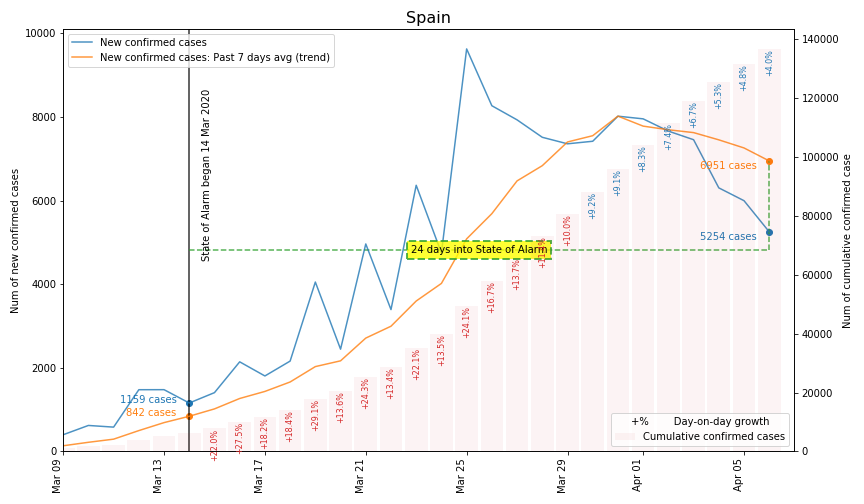 Spain
New confirmed cases
New confirmed cases: Past 7 days avg (trend)
10000
8000
6000
4000
2000
0
Num of new confirmed cases
140000
120000
100000
80000
60000
40000
20000
0
Num of cumulative confirmed case
State of Alarm began 14 Mar 2020
24 days into State of Alarm
1159 cases
842 cases
6951 cases
5254 cases
+22.0%
+27.5%
+18.2%
+18.4%
+29.1%
+13.6%
+24.3%
+13.4%
+22.1%
+13.5%
+24.1%
+16.7%
+13.7%
+10.0%
+9.2%
+9.1%
+8.3%
+7.4%
+6.7%
+5.3%
+4.8%
+4.0%
+% Day-on-day growth
Cumulative confirmed cases
Mar 09
Mar 13
Mar 17
Mar 21
Mar 25
Mar 29
Apr 01
Apr 05